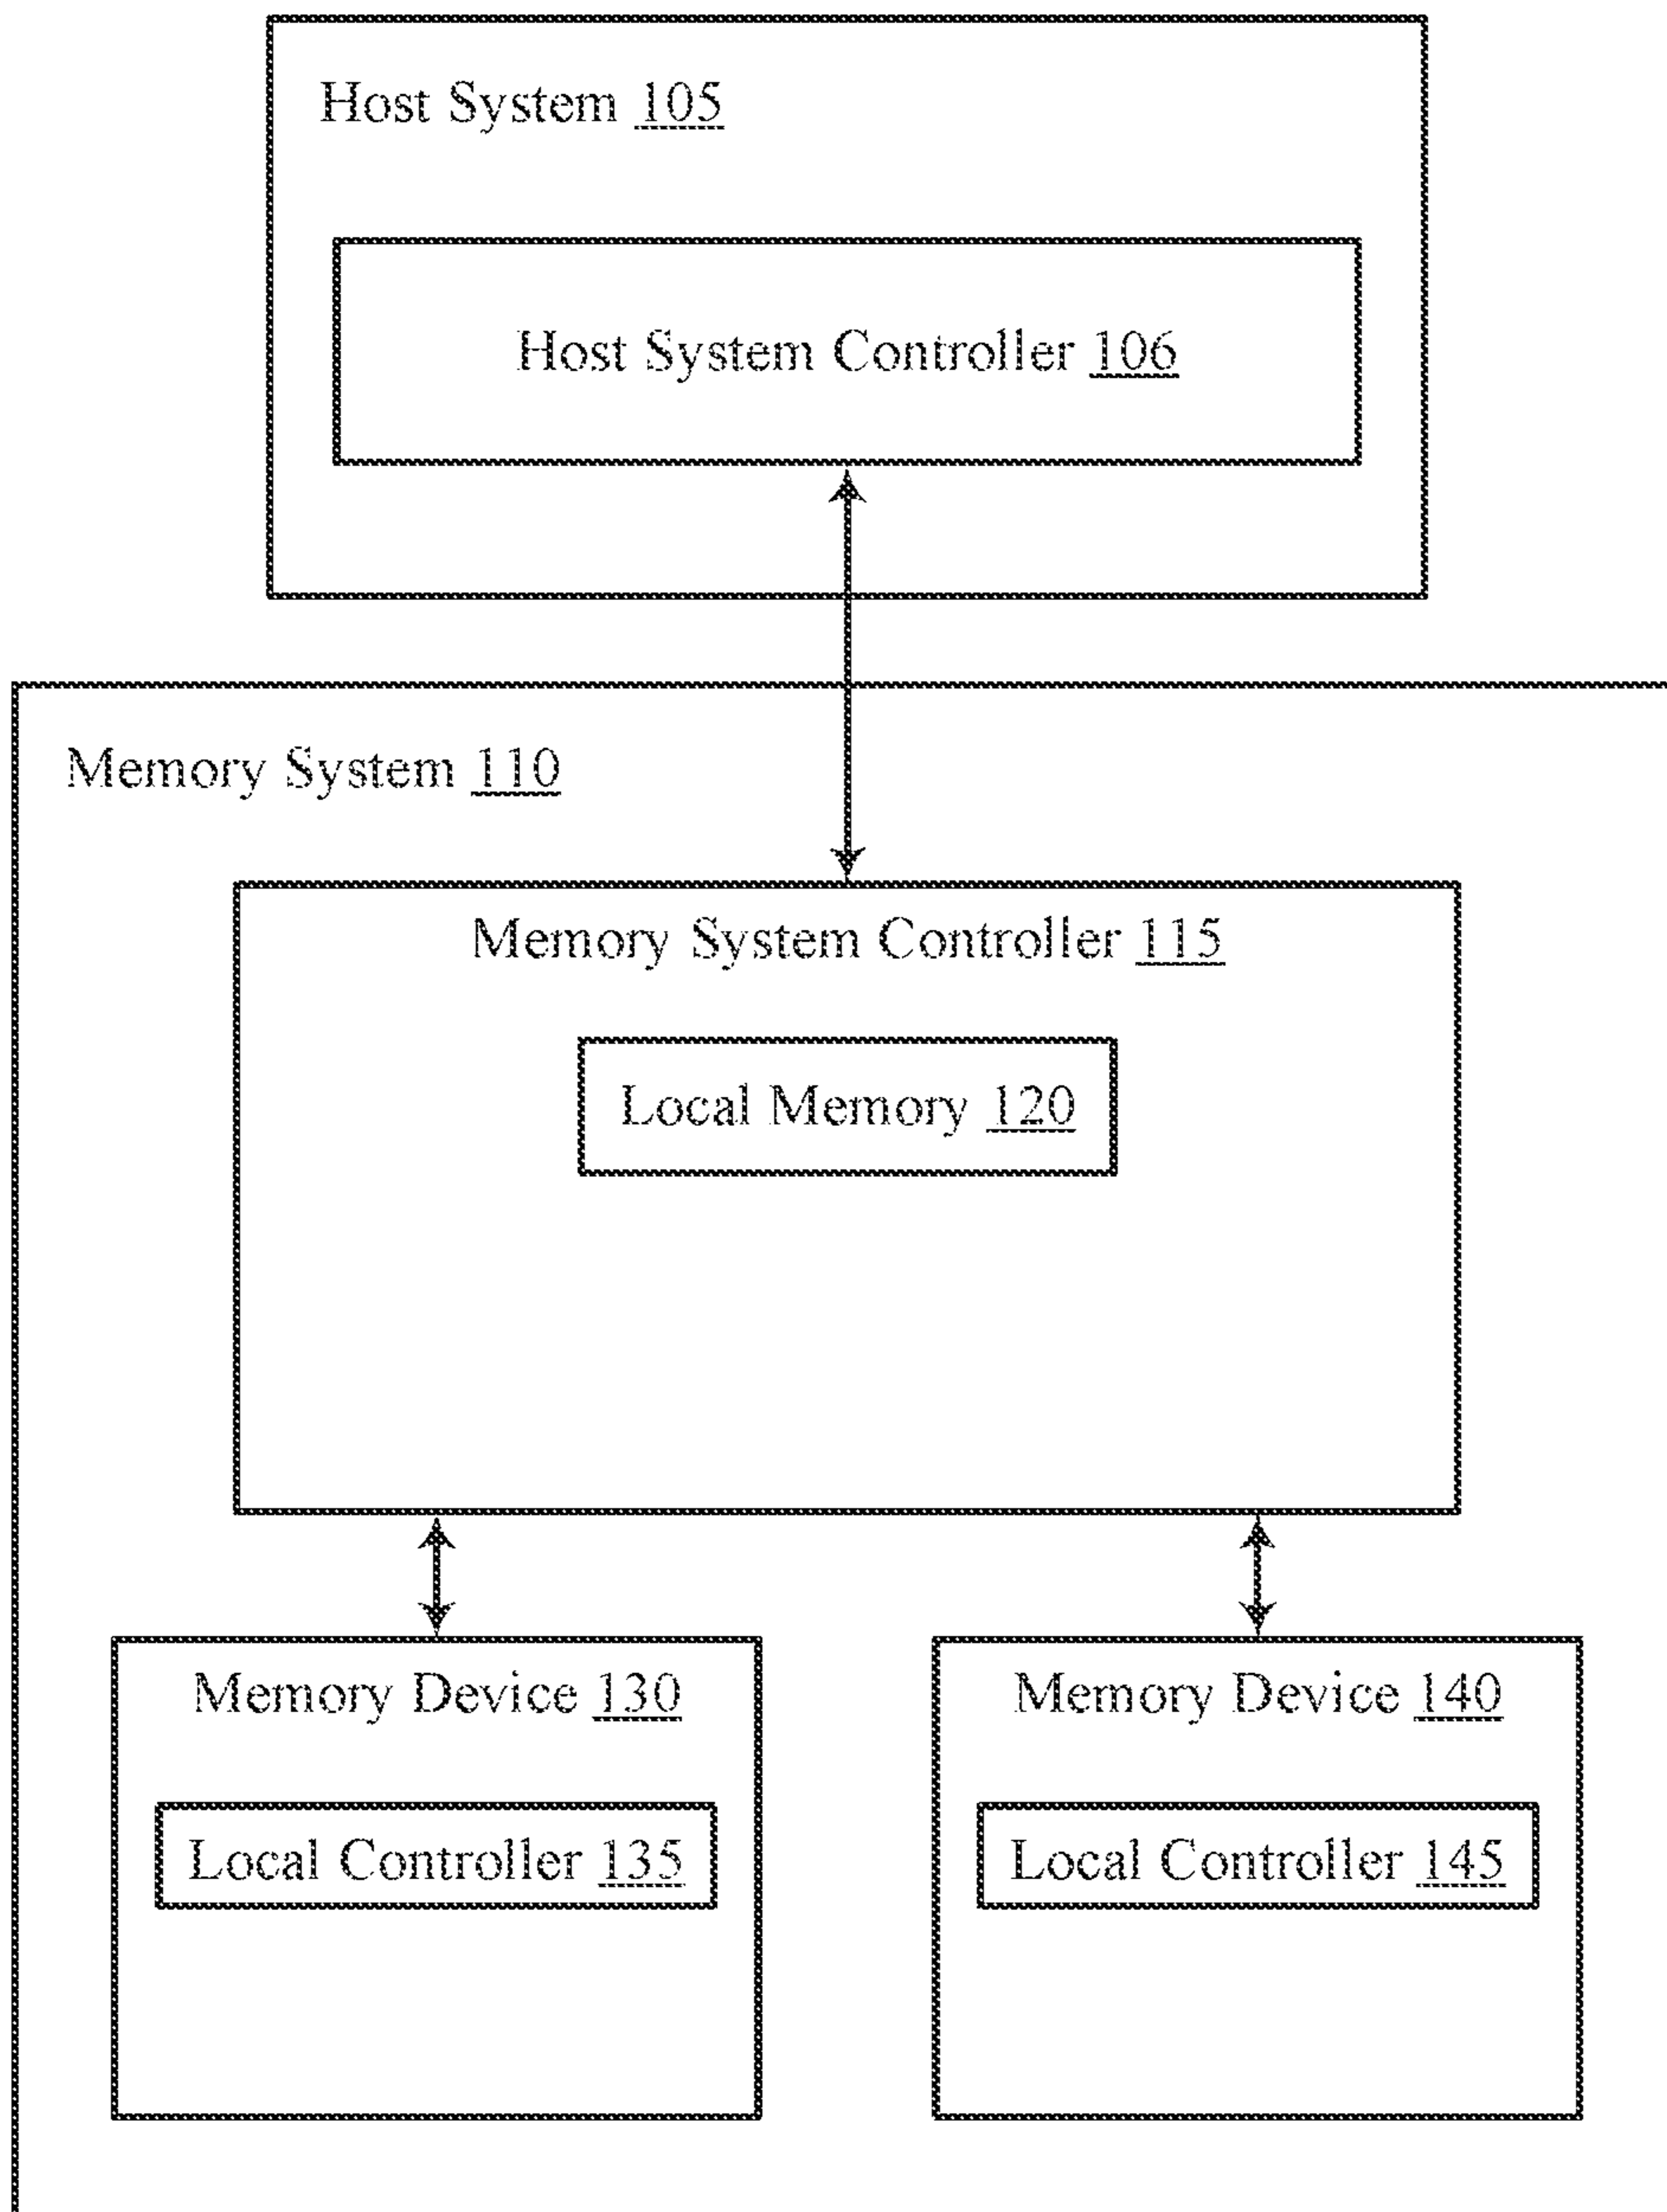 Host System 105
Host System Controller 106
Memory System 110
Memory System Controller 115
Local Memory 120
Memory Device 130
Local Controller 135
Memory Device 140
Local Controller 145